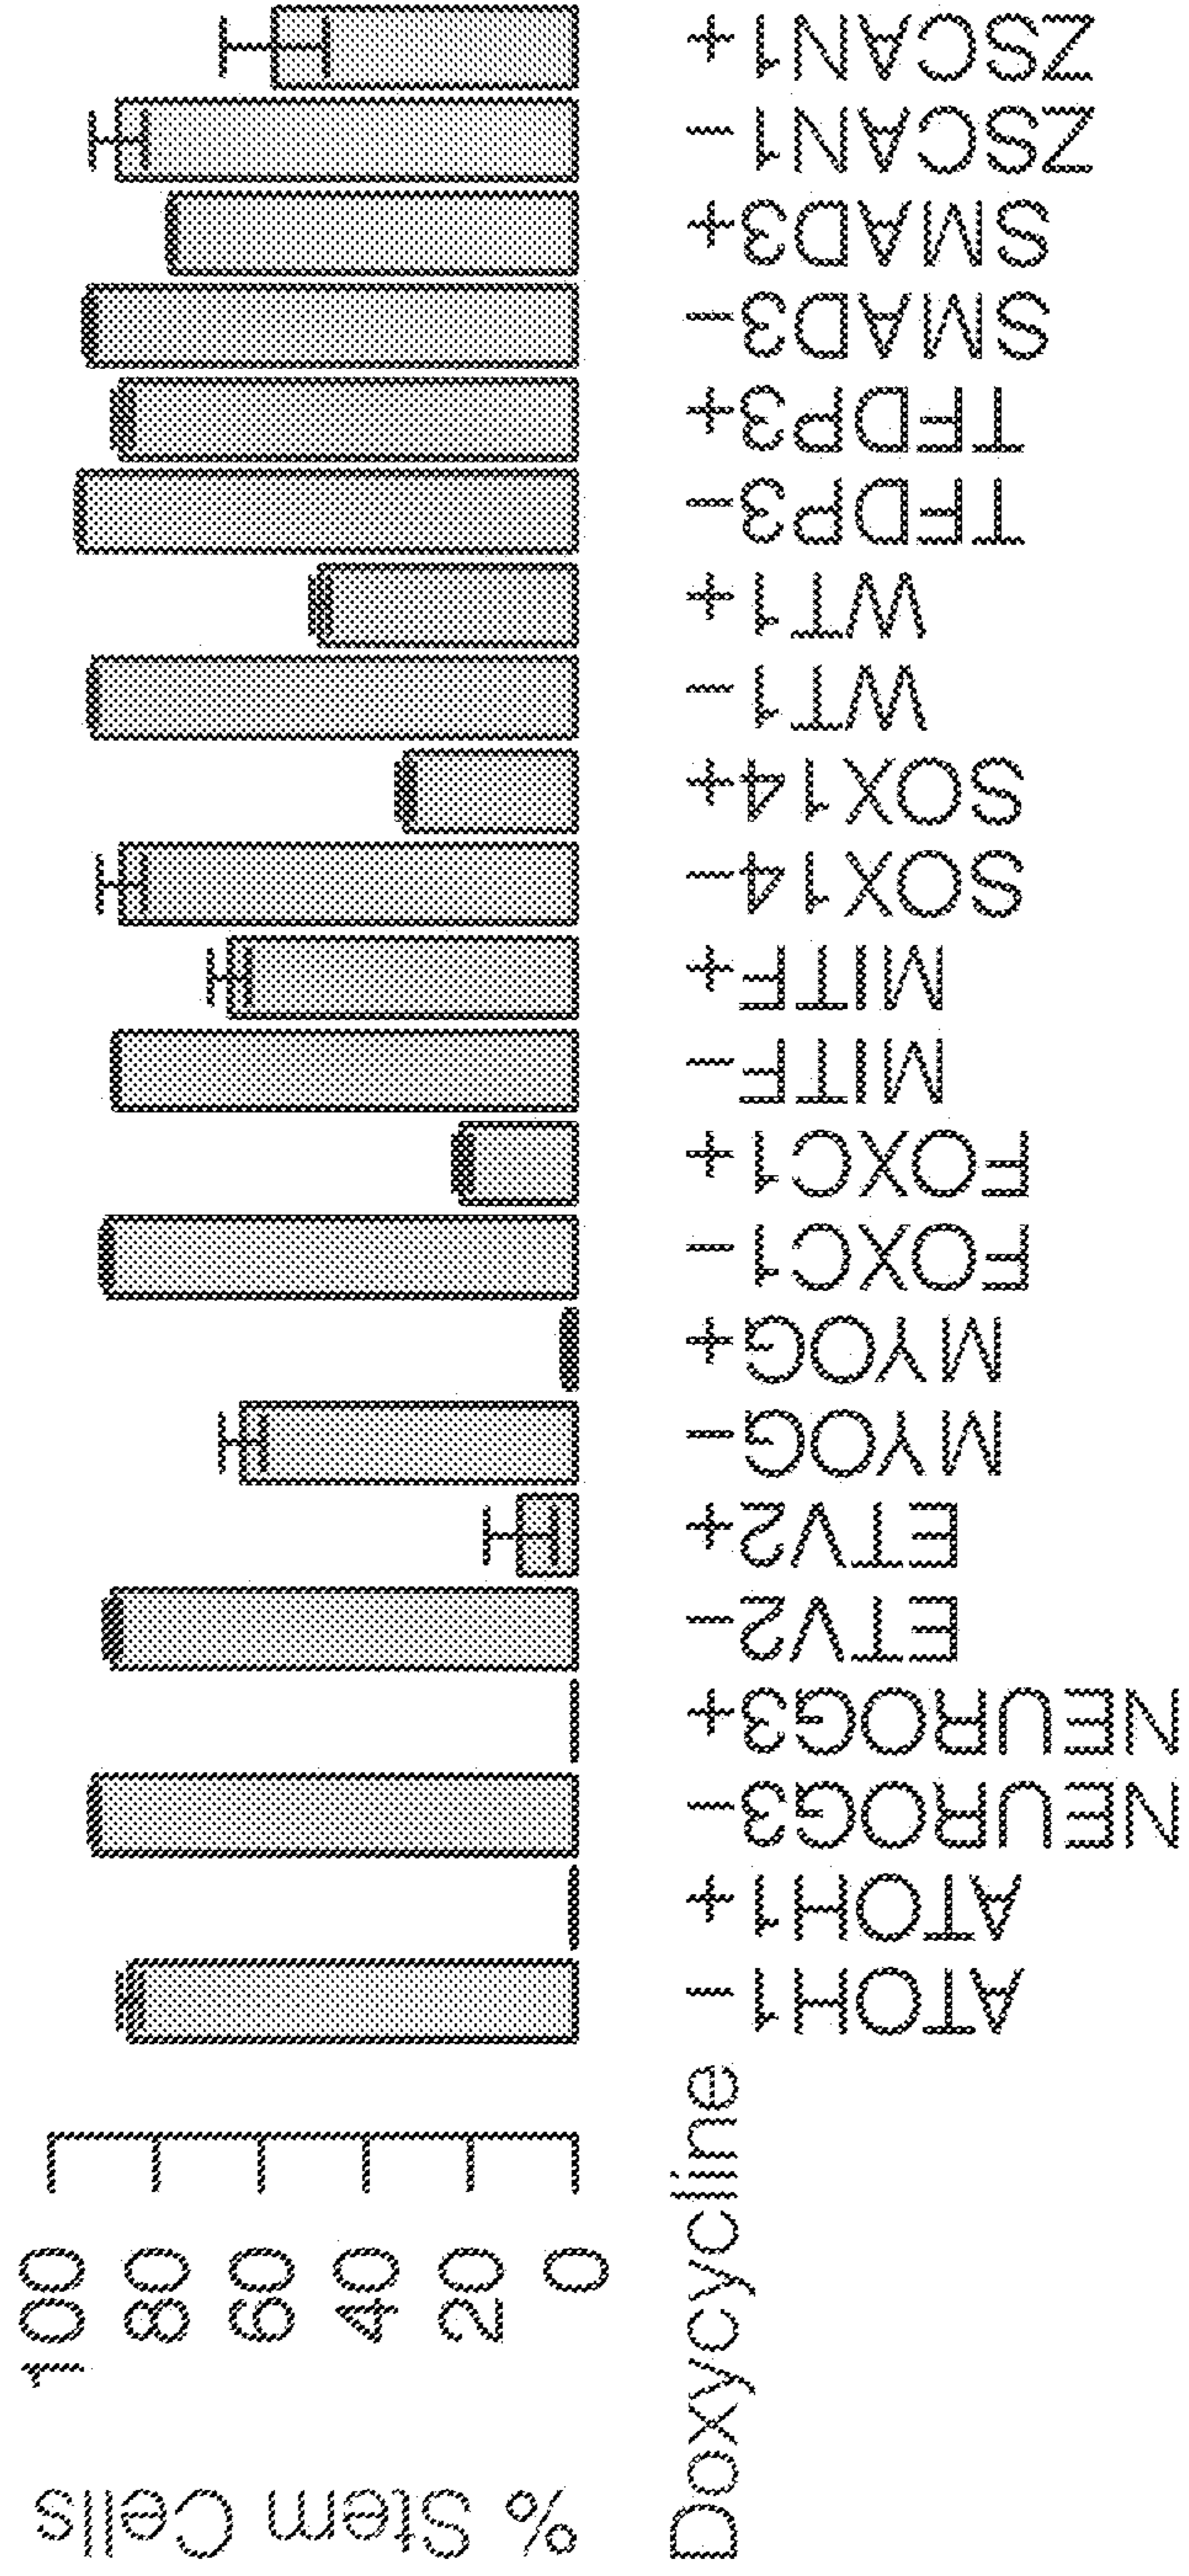 % Stem Cells
100
80
60
40
20
0
Doxycycline
- + - + - + - + - + - + - + - + - + - + - +
ATOH1
ATOH1
NEUROG3
NEUROG3
ETV2
ETV2
MYOG
MYOG
FOXC1
FOXC1
MITF
MITF
SOX14
SOX14
WT1
WT1
TFDP3
TFDP3
SMAD3
SMAD3
ZSCAN1
ZSCAN1